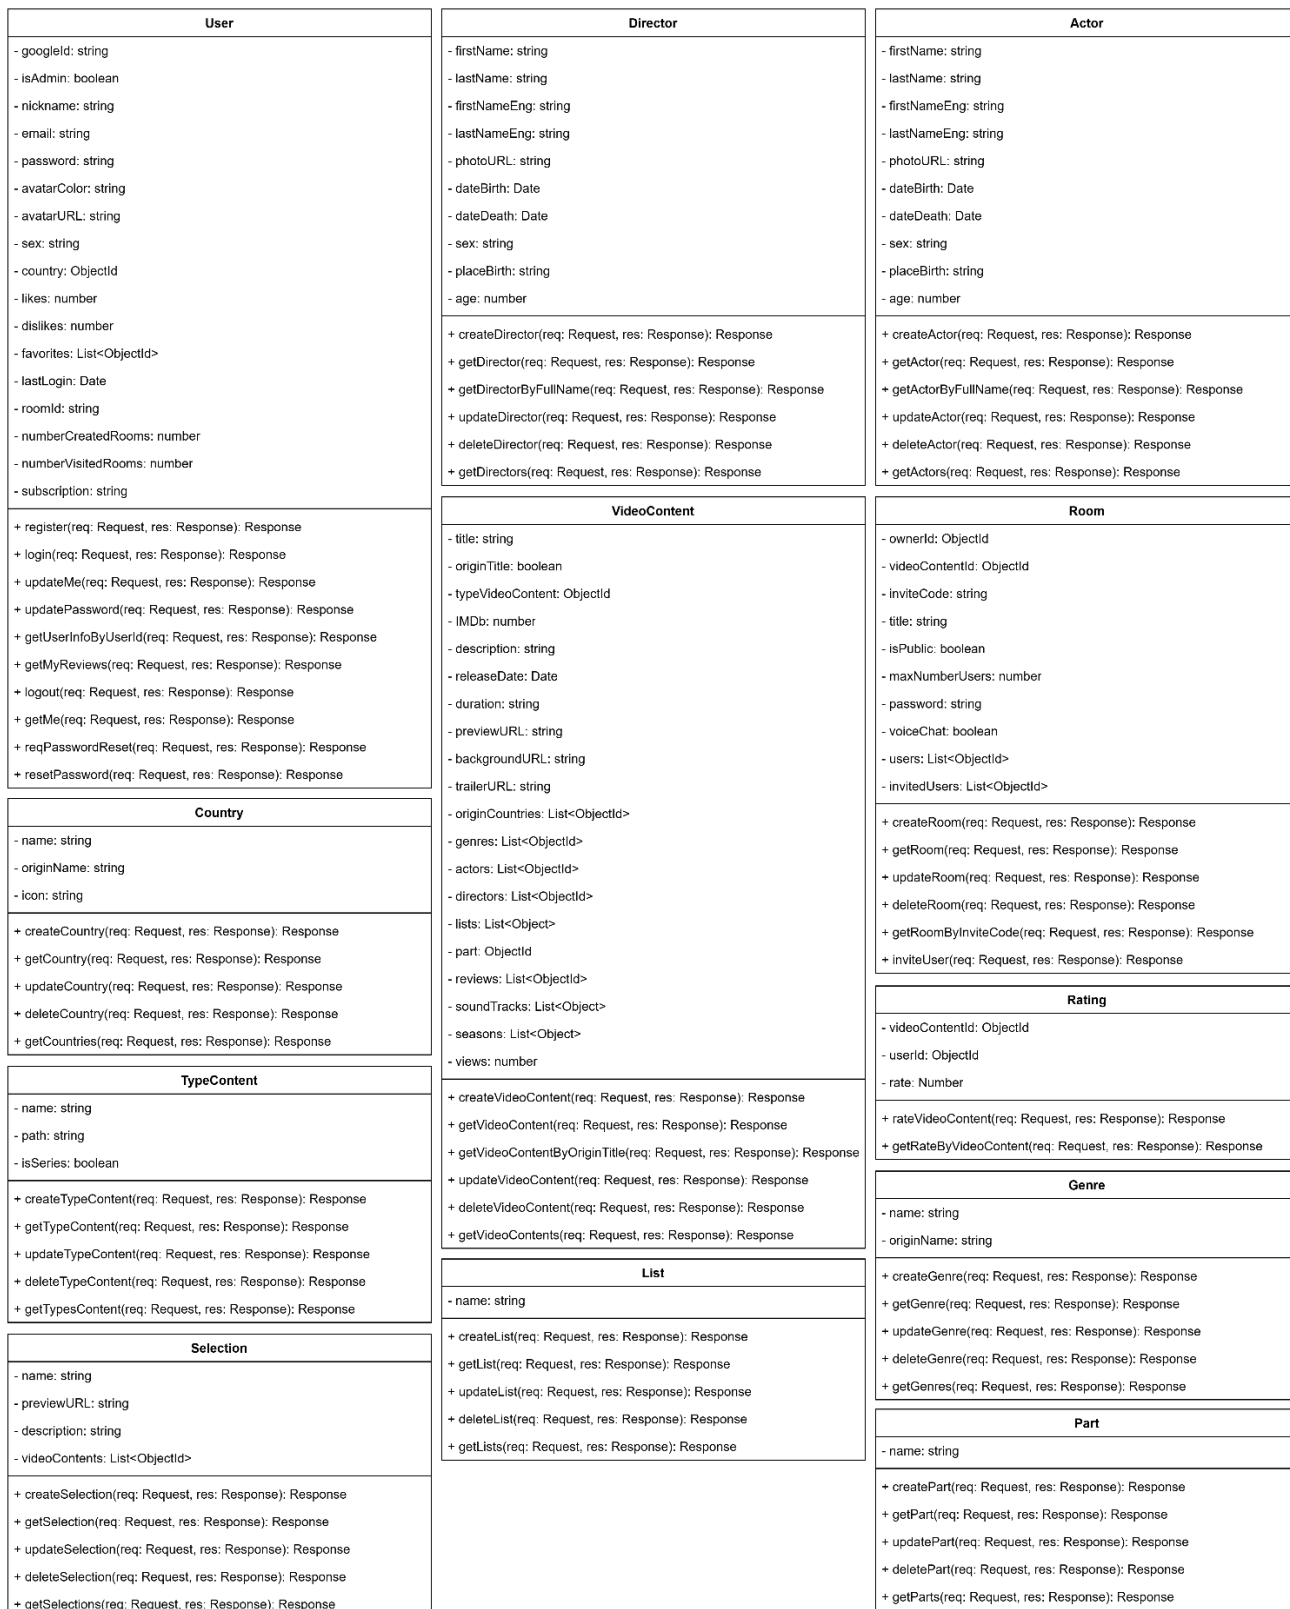 User
- googleId: string
- isAdmin: boolean
- nickname: string
- email: string
- password: string
- avatarColor: string
- avatarURL: string
- sex: string
- country: ObjectId
- likes: number
- dislikes: number
- favorites: List<ObjectId>
- lastLogin: Date
- roomId: string
- numberCreatedRooms: number
- numberVisitedRooms: number
- subscription: string
+ register(req: Request, res: Response): Response
+ login(req: Request, res: Response): Response
+ updateMe(req: Request, res: Response): Response
+ updatePassword(req: Request, res: Response): Response
+ getUserInfoByUserId(req: Request, res: Response): Response
+ getMyReviews(req: Request, res: Response): Response
+ logout(req: Request, res: Response): Response
+ getMe(req: Request, res: Response): Response
+ reqPasswordReset(req: Request, res: Response): Response
+ resetPassword(req: Request, res: Response): Response
Country
- name: string
- originName: string
- icon: string
+ createCountry(req: Request, res: Response): Response
+ getCountry(req: Request, res: Response): Response
+ updateCountry(req: Request, res: Response): Response
+ deleteCountry(req: Request, res: Response): Response
+ getCountries(req: Request, res: Response): Response
TypeContent
- name: string
- path: string
- isSeries: boolean
+ createTypeContent(req: Request, res: Response): Response
+ getTypeContent(req: Request, res: Response): Response
+ updateTypeContent(req: Request, res: Response): Response
+ deleteTypeContent(req: Request, res: Response): Response
+ getTypesContent(req: Request, res: Response): Response
Selection
- name: string
- previewURL: string
- description: string
- videoContents: List<ObjectId>
+ createSelection(req: Request, res: Response): Response
+ getSelection(req: Request, res: Response): Response
+ updateSelection(req: Request, res: Response): Response
+ deleteSelection(req: Request, res: Response): Response
+ getSelections(req: Request, res: Response): Response
Director
- firstName: string
- lastName: string
- firstNameEng: string
- lastNameEng: string
- photoURL: string
- dateBirth: Date
- dateDeath: Date
- sex: string
- placeBirth: string
- age: number
+ createDirector(req: Request, res: Response): Response
+ getDirector(req: Request, res: Response): Response
+ getDirectorByFullName(req: Request, res: Response): Response
+ updateDirector(req: Request, res: Response): Response
+ deleteDirector(req: Request, res: Response): Response
+ getDirectors(req: Request, res: Response): Response
VideoContent
- title: string
- originTitle: boolean
- typeVideoContent: ObjectId
- IMDb: number
- description: string
- releaseDate: Date
- duration: string
- previewURL: string
- backgroundURL: string
- trailerURL: string
- originCountries: List<ObjectId>
- genres: List<ObjectId>
- actors: List<ObjectId>
- directors: List<ObjectId>
- lists: List<Object>
- part: ObjectId
- reviews: List<ObjectId>
- soundTracks: List<Object>
- seasons: List<Object>
- views: number
+ createVideoContent(req: Request, res: Response): Response
+ getVideoContent(req: Request, res: Response): Response
+ getVideoContentByOriginTitle(req: Request, res: Response): Response
+ updateVideoContent(req: Request, res: Response): Response
+ deleteVideoContent(req: Request, res: Response): Response
+ getVideoContents(req: Request, res: Response): Response
List
- name: string
+ createList(req: Request, res: Response): Response
+ getList(req: Request, res: Response): Response
+ updateList(req: Request, res: Response): Response
+ deleteList(req: Request, res: Response): Response
+ getLists(req: Request, res: Response): Response
Actor
- firstName: string
- lastName: string
- firstNameEng: string
- lastNameEng: string
- photoURL: string
- dateBirth: Date
- dateDeath: Date
- sex: string
- placeBirth: string
- age: number
+ createActor(req: Request, res: Response): Response
+ getActor(req: Request, res: Response): Response
+ getActorByFullName(req: Request, res: Response): Response
+ updateActor(req: Request, res: Response): Response
+ deleteActor(req: Request, res: Response): Response
+ getActors(req: Request, res: Response): Response
Room
- ownerId: ObjectId
- videoContentId: ObjectId
- inviteCode: string
- title: string
- isPublic: boolean
- maxNumberUsers: number
- password: string
- voiceChat: boolean
- users: List<ObjectId>
- invitedUsers: List<ObjectId>
+ createRoom(req: Request, res: Response): Response
+ getRoom(req: Request, res: Response): Response
+ updateRoom(req: Request, res: Response): Response
+ deleteRoom(req: Request, res: Response): Response
+ getRoomByInviteCode(req: Request, res: Response): Response
+ inviteUser(req: Request, res: Response): Response
Rating
- videoContentId: ObjectId
- userId: ObjectId
- rate: Number
+ rateVideoContent(req: Request, res: Response): Response
+ getRateByVideoContent(req: Request, res: Response): Response
Genre
- name: string
- originName: string
+ createGenre(req: Request, res: Response): Response
+ getGenre(req: Request, res: Response): Response
+ updateGenre(req: Request, res: Response): Response
+ deleteGenre(req: Request, res: Response): Response
+ getGenres(req: Request, res: Response): Response
Part
- name: string
+ createPart(req: Request, res: Response): Response
+ getPart(req: Request, res: Response): Response
+ updatePart(req: Request, res: Response): Response
+ deletePart(req: Request, res: Response): Response
+ getParts(req: Request, res: Response): Response